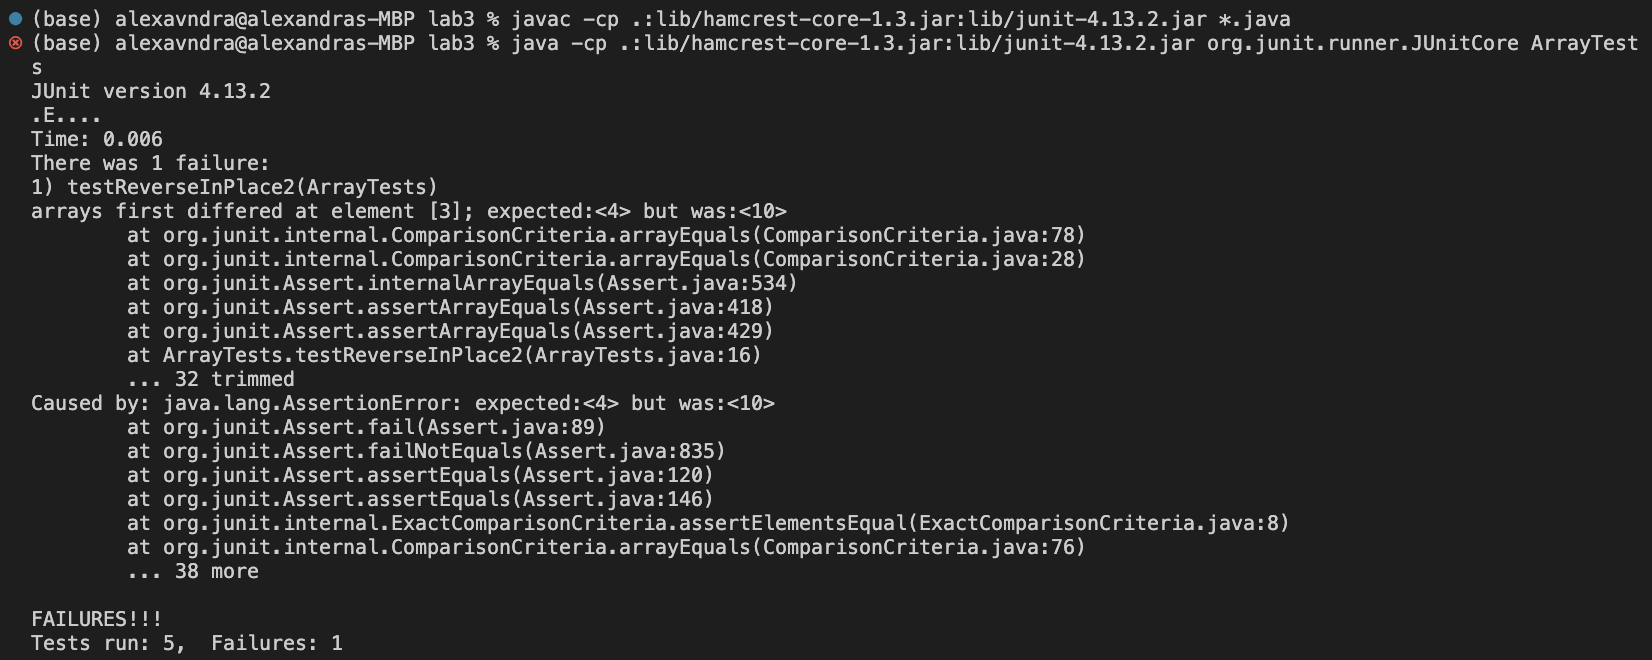 (base) alexavndra@alexandras-MBP lab3 % javac -cp .:lib/hamcrest-core-1.3.jar:lib/junit-4.13.2.jar *.java
(base) alexavndra@alexandras-MBP lab3 % java -cp .:lib/hamcrest-core-1.3.jar:lib/junit-4.13.2.jar org.junit.runner.JUnitCore ArrayTest
s
JUnit version 4.13.2
.E....
Time: 0.006
There was 1 failure:
1) testReverseInPlace2(ArrayTests)
arrays first differed at element [3]; expected:<4> but was:<10>
        at org.junit.internal.ComparisonCriteria.arrayEquals(ComparisonCriteria.java:78)
        at org.junit.internal.ComparisonCriteria.arrayEquals(ComparisonCriteria.java:28)
        at org.junit.Assert.internalArrayEquals(Assert.java:534)
        at org.junit.Assert.assertArrayEquals(Assert.java:418)
        at org.junit.Assert.assertArrayEquals(Assert.java:429)
        at ArrayTests.testReverseInPlace2(ArrayTests.java:16)
        ... 32 trimmed
Caused by: java.lang.AssertionError: expected:<4> but was:<10>
        at org.junit.Assert.fail(Assert.java:89)
        at org.junit.Assert.failNotEquals(Assert.java:835)
        at org.junit.Assert.assertEquals(Assert.java:120)
        at org.junit.Assert.assertEquals(Assert.java:146)
        at org.junit.internal.ExactComparisonCriteria.assertElementsEqual(ExactComparisonCriteria.java:8)
        at org.junit.internal.ComparisonCriteria.arrayEquals(ComparisonCriteria.java:76)
        ... 38 more

FAILURES!!!
Tests run: 5,  Failures: 1